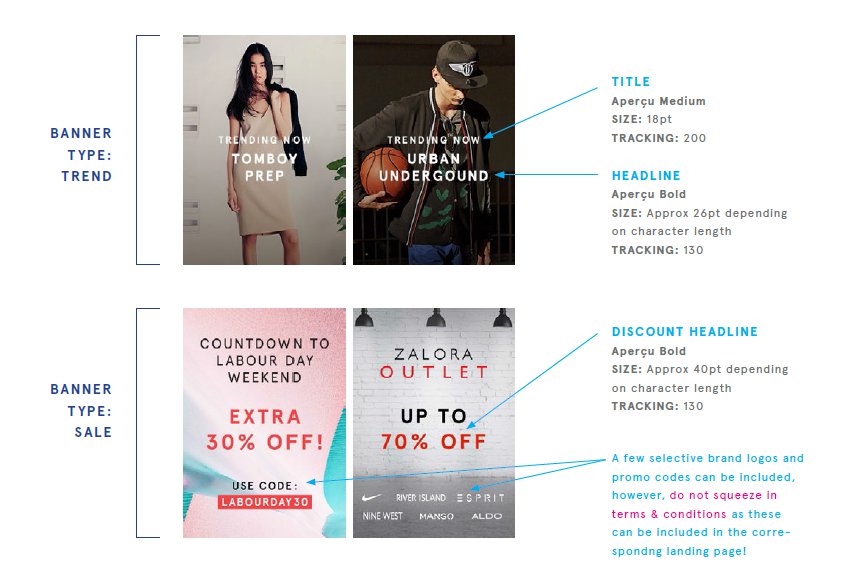 BANNER
TYPE:
TREND
TRENDING NOW
TOMBOY
PREP
TRENDING NOW
URBAN
UNDERGOUND
TITLE
Aperçu Medium
SIZE: 18pt
TRACKING: 200
HEADLINE
Aperçu Bold
SIZE: Approx 26pt depending
on character length
TRACKING: 130
BANNER
TYPE:
SALE
COUNTDOWN TO
LABOUR DAY
WEEKEND
EXTRA
30% OFF!
USE CODE:
LABOURDAY30
ZALORA
OUTLET
UP TO
70% OFF
RIVER ISLAND ESPRIT
NINE WEST MANGO ALDO
DISCOUNT HEADLINE
Aperçu Bold
SIZE: Approx 40pt depending
on character length
TRACKING: 130
A few selective brand logos and
promo codes can be included,
however, do not squeeze in
terms & conditions as these
can be included in the corre-
spondng landing page!